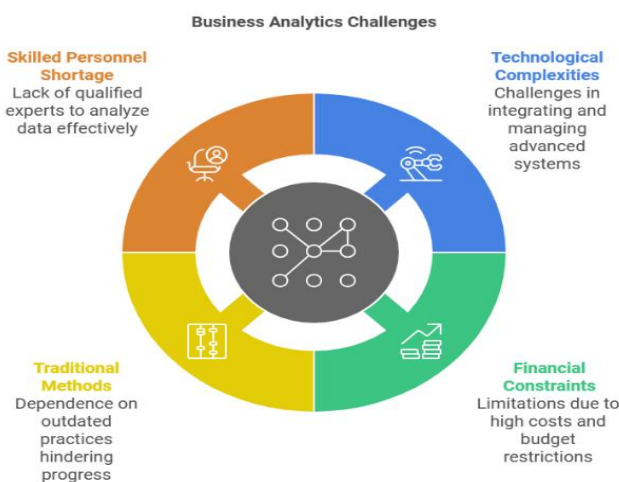 Business Analytics Challenges
Skilled Personnel
Shortage
Lack of qualified
experts to analyze
data effectively
Technological
Complexities
Challenges in
integrating and
managing
advanced
systems
Traditional
Methods
Dependence on
outdated
practices
hindering
progress
Financial
Constraints
Limitations due to
high costs and
budget
restrictions